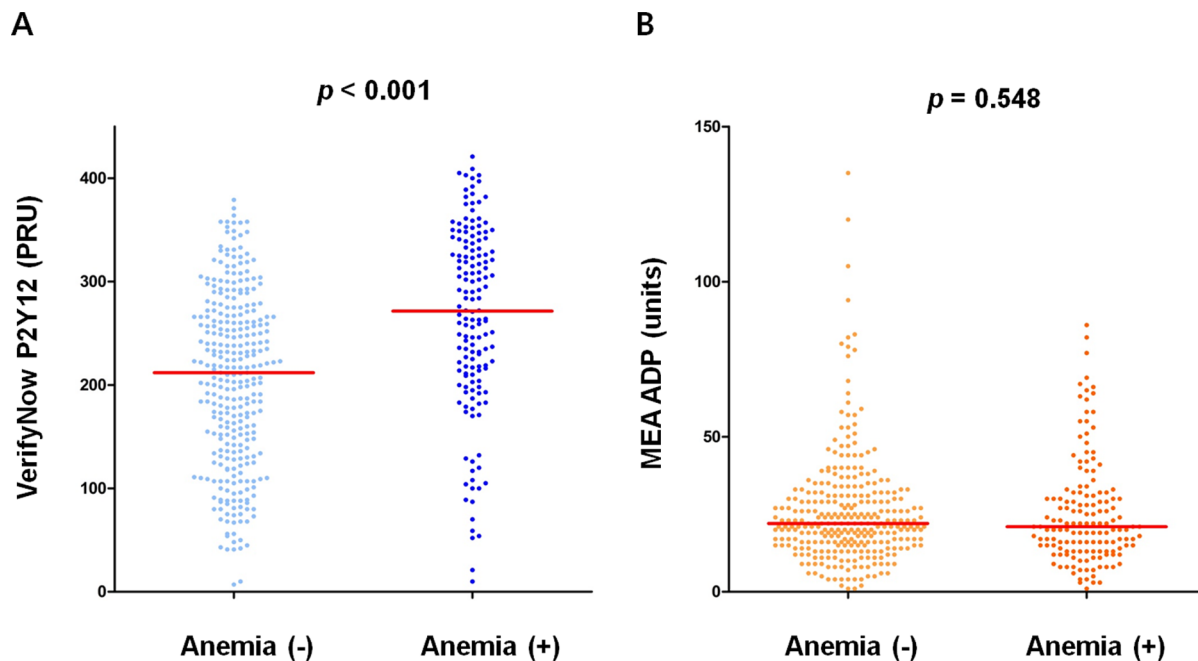 A
B
p < 0.001
p = 0.548
VerifyNow P2Y12 (PRU)
400
300
200
100
0
Anemia (-)
Anemia (+)
MEA ADP (units)
150
100
50
0
Anemia (-)
Anemia (+)